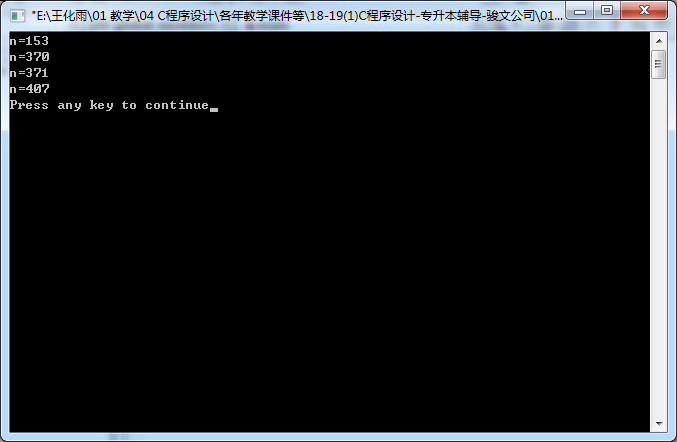 "E:\王化雨\01 教学\04 C程序设计\各年教学课件等\18-19(1)C程序设计-专升本辅导-骏文公司\01...
n=153
n=370
n=371
n=407
Press any key to continue